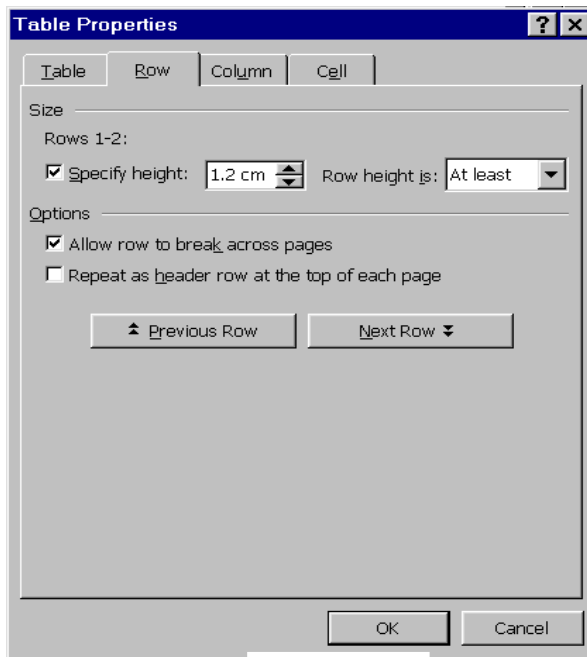 Table Properties
Table Row Column Cell
Size
Rows 1-2:
Specify height: 1.2 cm Row height is: At least
Options
Allow row to break across pages
Repeat as header row at the top of each page
Previous Row Next Row
OK Cancel